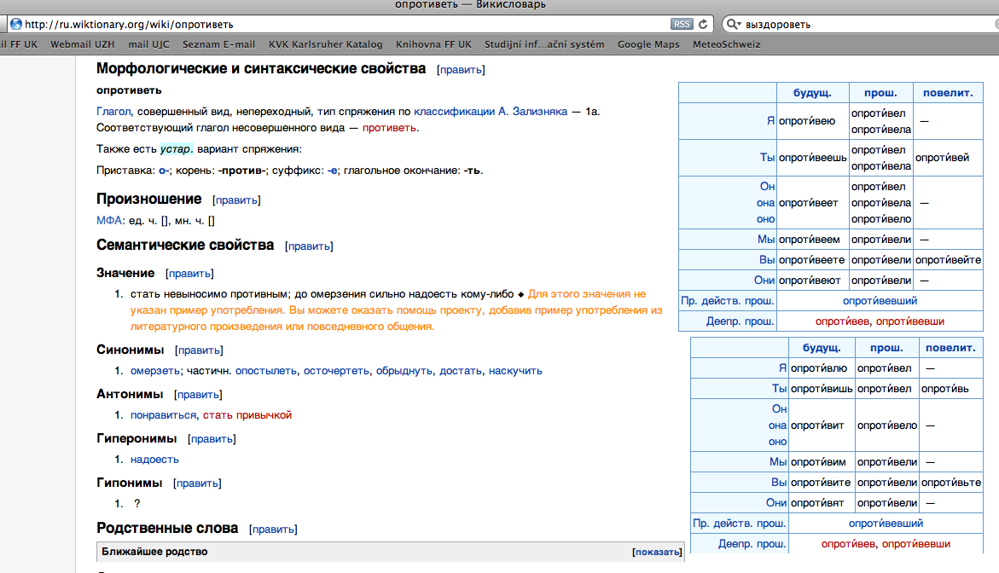 опротиветь — Викисловарь
http://ru.wiktionary.org/wiki/опротиветь RSS выздороветь
il FF UK Webmail UZH mail UJC Seznam E-mail KVK Karlsruher Katalog Knihovna FF UK Studijní inf...ační systém Google Maps MeteoSchweiz
Морфологические и синтаксические свойства [править]
опротиветь
Глагол, совершенный вид, непереходный, тип спряжения по классификации А. Зализняка — 1a.
Соответствующий глагол несовершенного вида — противеть.
Также есть устар. вариант спряжения:
Приставка: о-; корень: -против-; суффикс: -е; глагольное окончание: -ть.
Произношение [править]
МФА: ед. ч. [], мн. ч. []
Семантические свойства [править]
Значение [править]
1. стать невыносимо противным; до омерзения сильно надоесть кому-либо ◆ Для этого значения не
указан пример употребления. Вы можете оказать помощь проекту, добавив пример употребления из
литературного произведения или повседневного общения.
Синонимы [править]
1. омерзеть; частичн. опостылеть, осточертеть, обрыднуть, достать, наскучить
Антонимы [править]
1. понравиться, стать привычкой
Гиперонимы [править]
1. надоесть
Гипонимы [править]
1. ?
Родственные слова [править]
Ближайшее родство [показать]
будущ. прош. повелит.
Я опроти́вею опроти́вел —
опроти́вела
Ты опроти́веешь опроти́вел опроти́вей
опроти́вела
Он опроти́вел
она опроти́веет опроти́вела —
оно опроти́вело
Мы опроти́веем опроти́вели —
Вы опроти́веете опроти́вели опроти́вейте
Они опроти́веют опроти́вели —
Пр. действ. прош. опроти́вевший
Деепр. прош. опроти́вев, опроти́вевши
будущ. прош. повелит.
Я опроти́влю опроти́вел —
Ты опроти́вишь опроти́вел опроти́вь
Он
она опроти́вит опроти́вело —
оно
Мы опроти́вим опроти́вели —
Вы опроти́вите опроти́вели опроти́вьте
Они опроти́вят опроти́вели —
Пр. действ. прош. опроти́вевший
Деепр. прош. опроти́вев, опроти́вевши